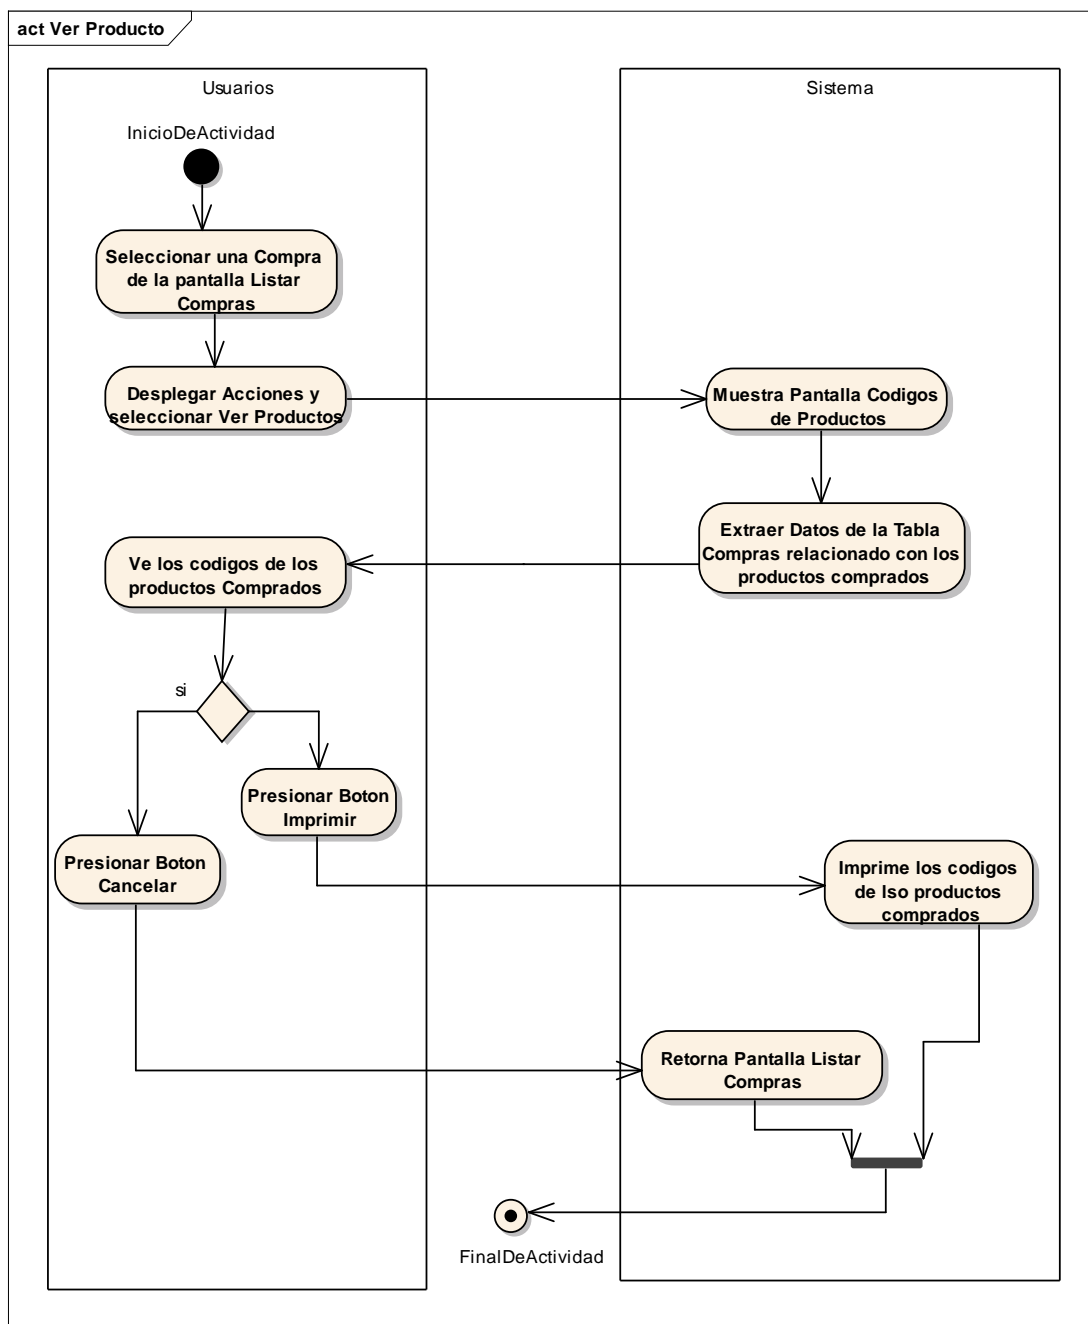 act Ver Producto
Usuarios
Sistema
InicioDeActividad
Seleccionar una Compra
de la pantalla Listar
Compras
Desplegar Acciones y
seleccionar Ver Productos
Muestra Pantalla Codigos
de Productos
Extraer Datos de la Tabla
Compras relacionado con los
productos comprados
Ve los codigos de los
productos Comprados
si
Presionar Boton
Imprimir
Presionar Boton
Cancelar
Imprime los codigos
de lso productos
comprados
Retorna Pantalla Listar
Compras
FinalDeActividad